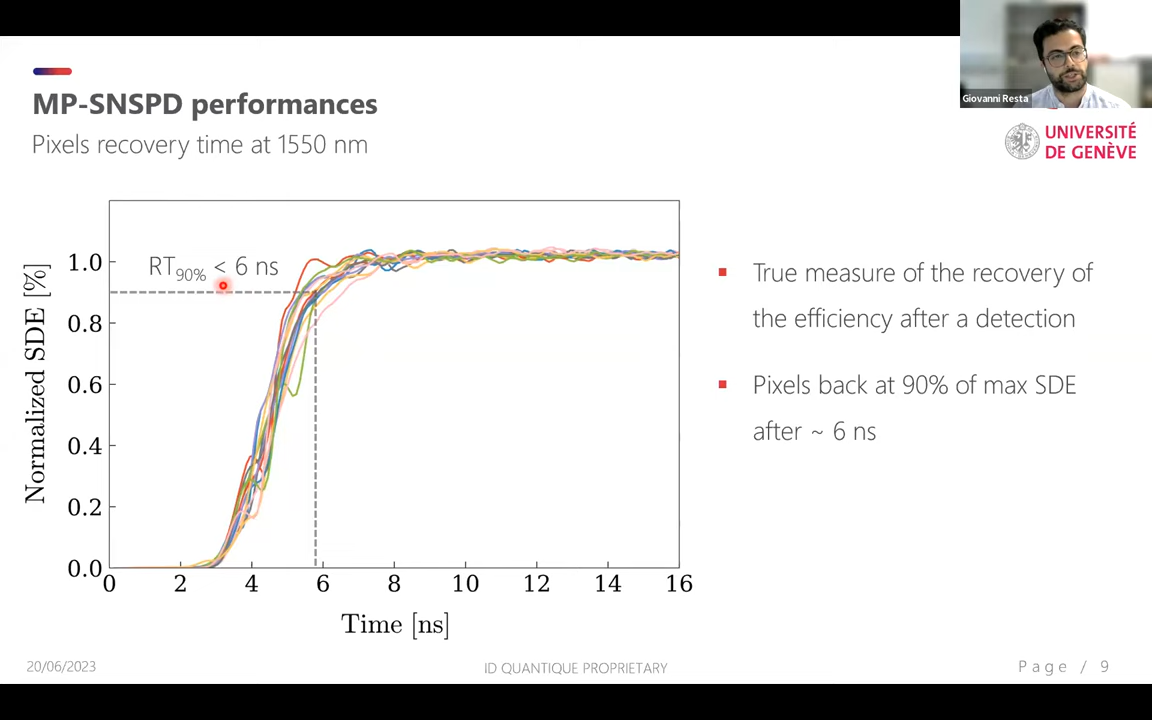 Giovanni Resta
MP-SNSPD performances
Pixels recovery time at 1550 nm
UNIVERSITÉ
DE GENÈVE
RT90% < 6 ns
Normalized SDE [%]
1.0
0.8
0.6
0.4
0.2
0.0
0 2 4 6 8 10 12 14 16
Time [ns]
▪ True measure of the recovery of
the efficiency after a detection
▪ Pixels back at 90% of max SDE
after ~ 6 ns
20/06/2023
ID QUANTIQUE PROPRIETARY
Page / 9